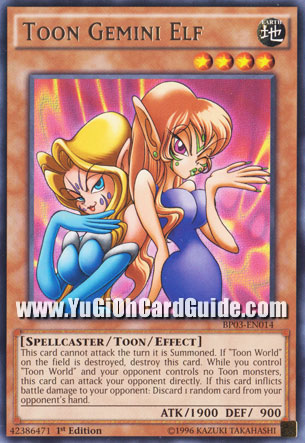 TOON GEMINI ELF
EARTH
地
www.YuGiOhCardGuide.com
BP03-EN014
[SPELLCASTER/TOON/EFFECT]
This card cannot attack the turn it is Summoned. If "Toon World"
on the field is destroyed, destroy this card. While you control
"Toon World" and your opponent controls no Toon monsters,
this card can attack your opponent directly. If this card inflicts
battle damage to your opponent: Discard 1 random card from your
opponent's hand.
ATK/1900 DEF/ 900
42386471 1st Edition ©1996 KAZUKI TAKAHASHI